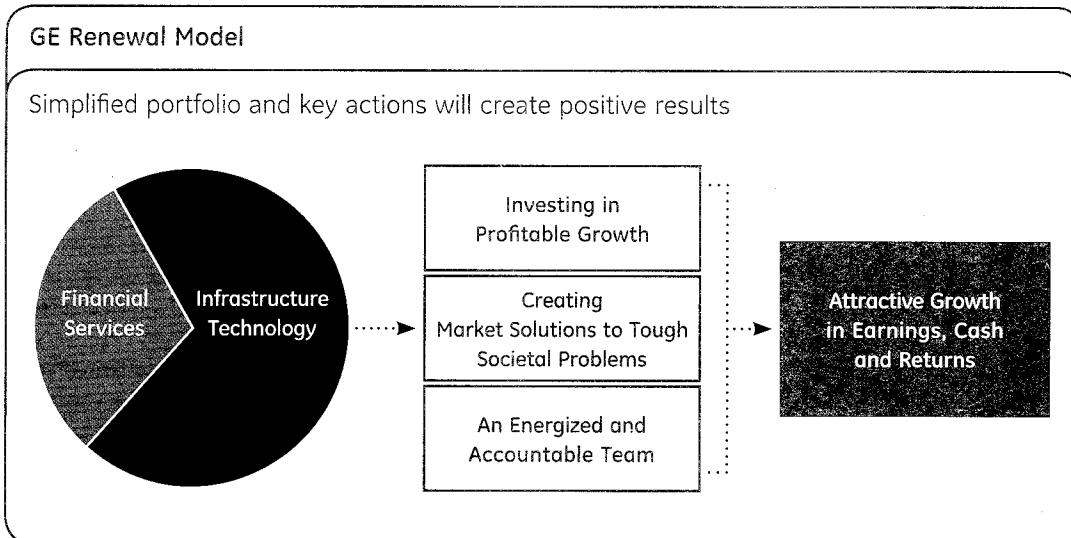 GE Renewal Model
Simplified portfolio and key actions will create positive results
Financial
Services
Infrastructure
Technology
Investing in
Profitable Growth
Creating
Market Solutions to Tough
Societal Problems
An Energized and
Accountable Team
Attractive Growth
in Earnings, Cash
and Returns